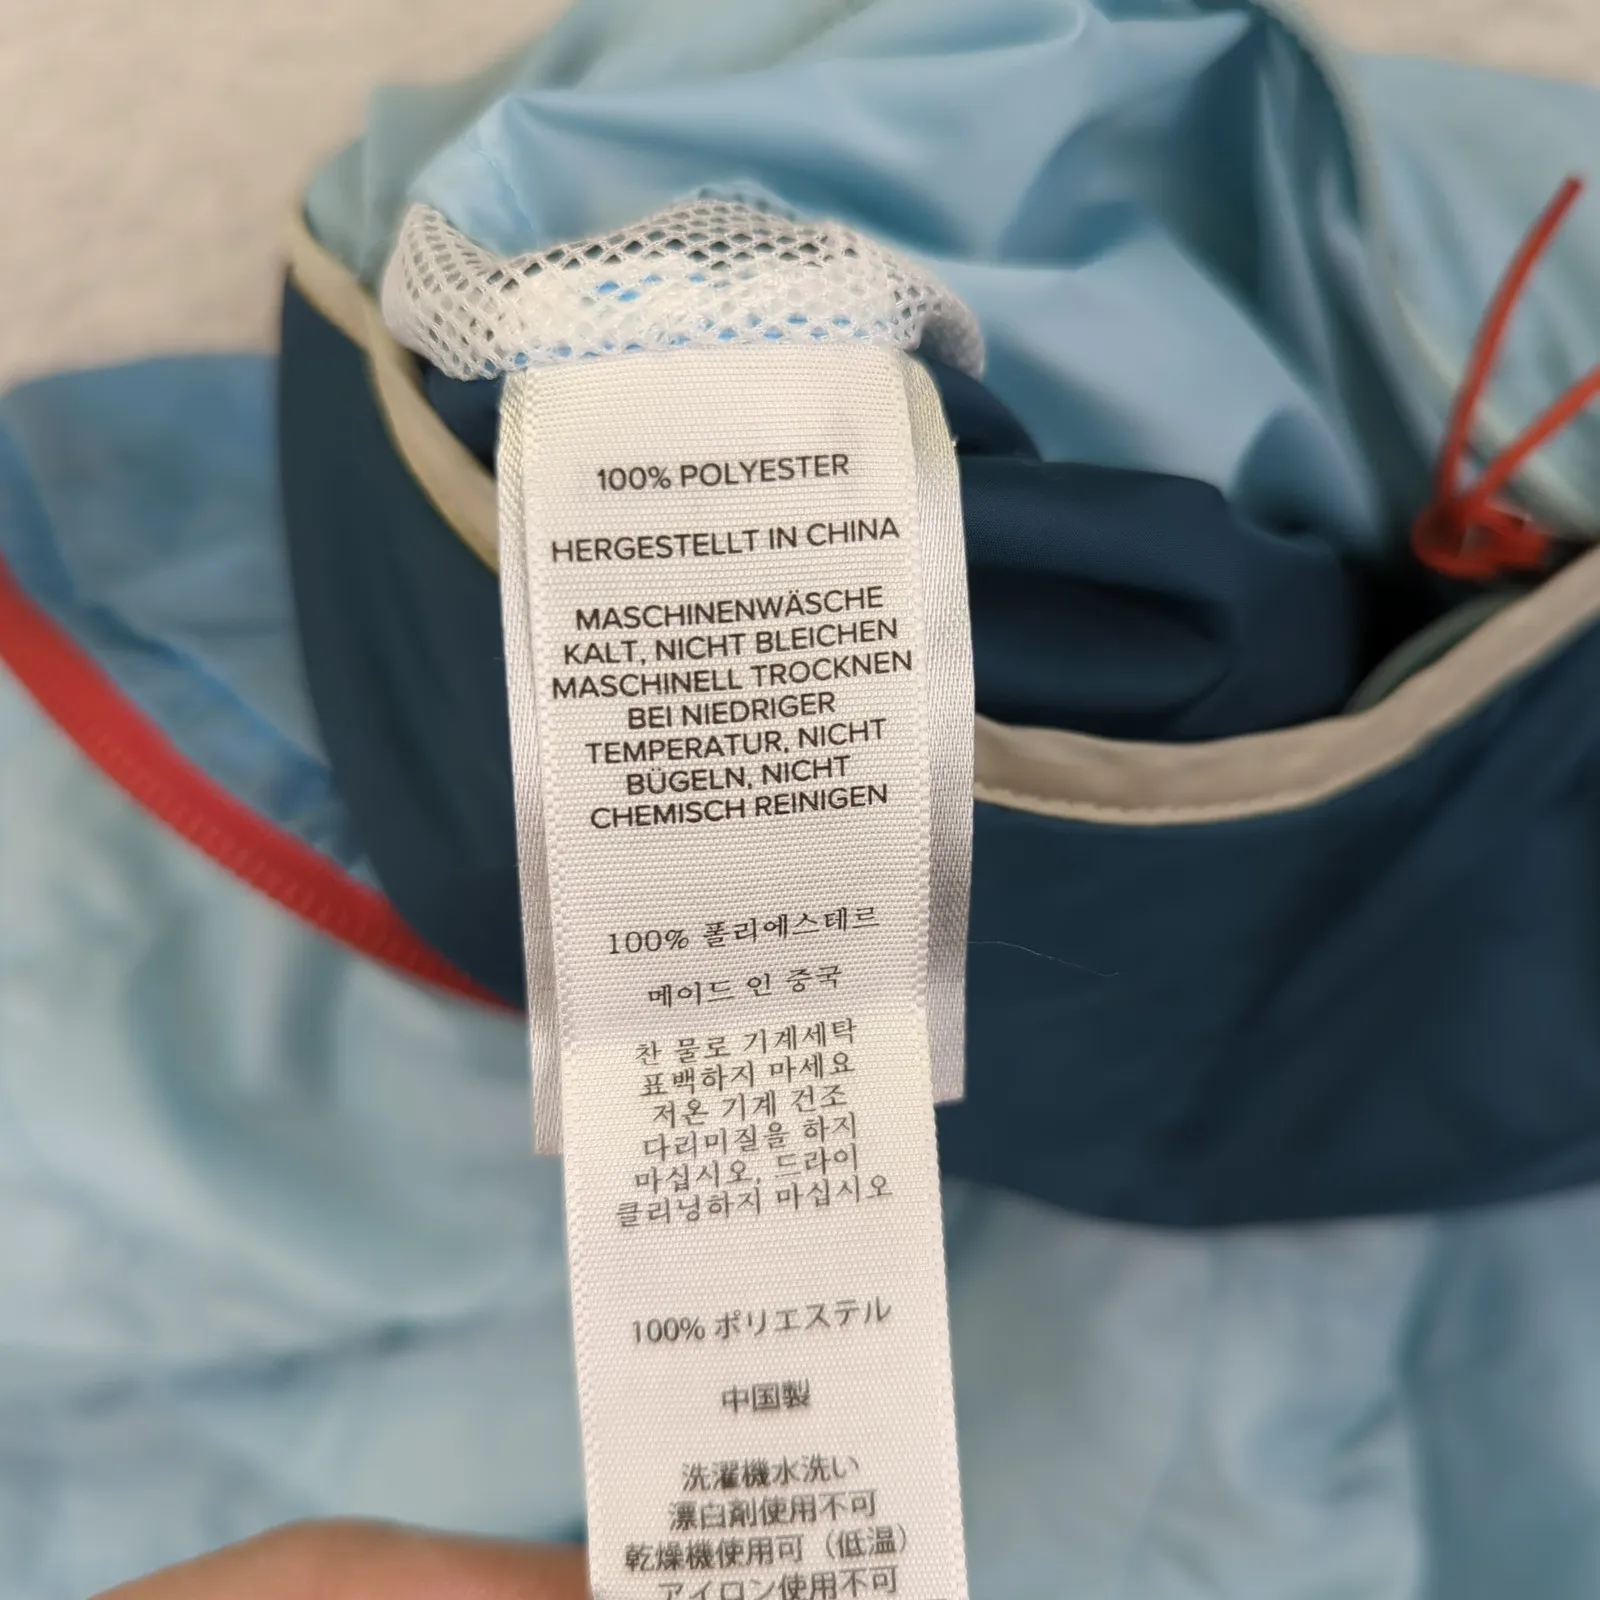 100% POLYESTER
HERGESTELLT IN CHINA
MASCHINENWÄSCHE
KALT, NICHT BLEICHEN
MASCHINELL TROCKNEN
BEI NIEDRIGER
TEMPERATUR, NICHT
BÜGELN, NICHT
CHEMISCH REINIGEN
100% 폴리에스테르
메이드 인 중국
찬 물로 기계세탁
표백하지 마세요
저온 기계 건조
다리미질을 하지
마십시오, 드라이
클리닝하지 마십시오
100% ポリエステル
中国製
洗濯機水洗い
漂白剤使用不可
乾燥機使用可（低温）
アイロン使用不可